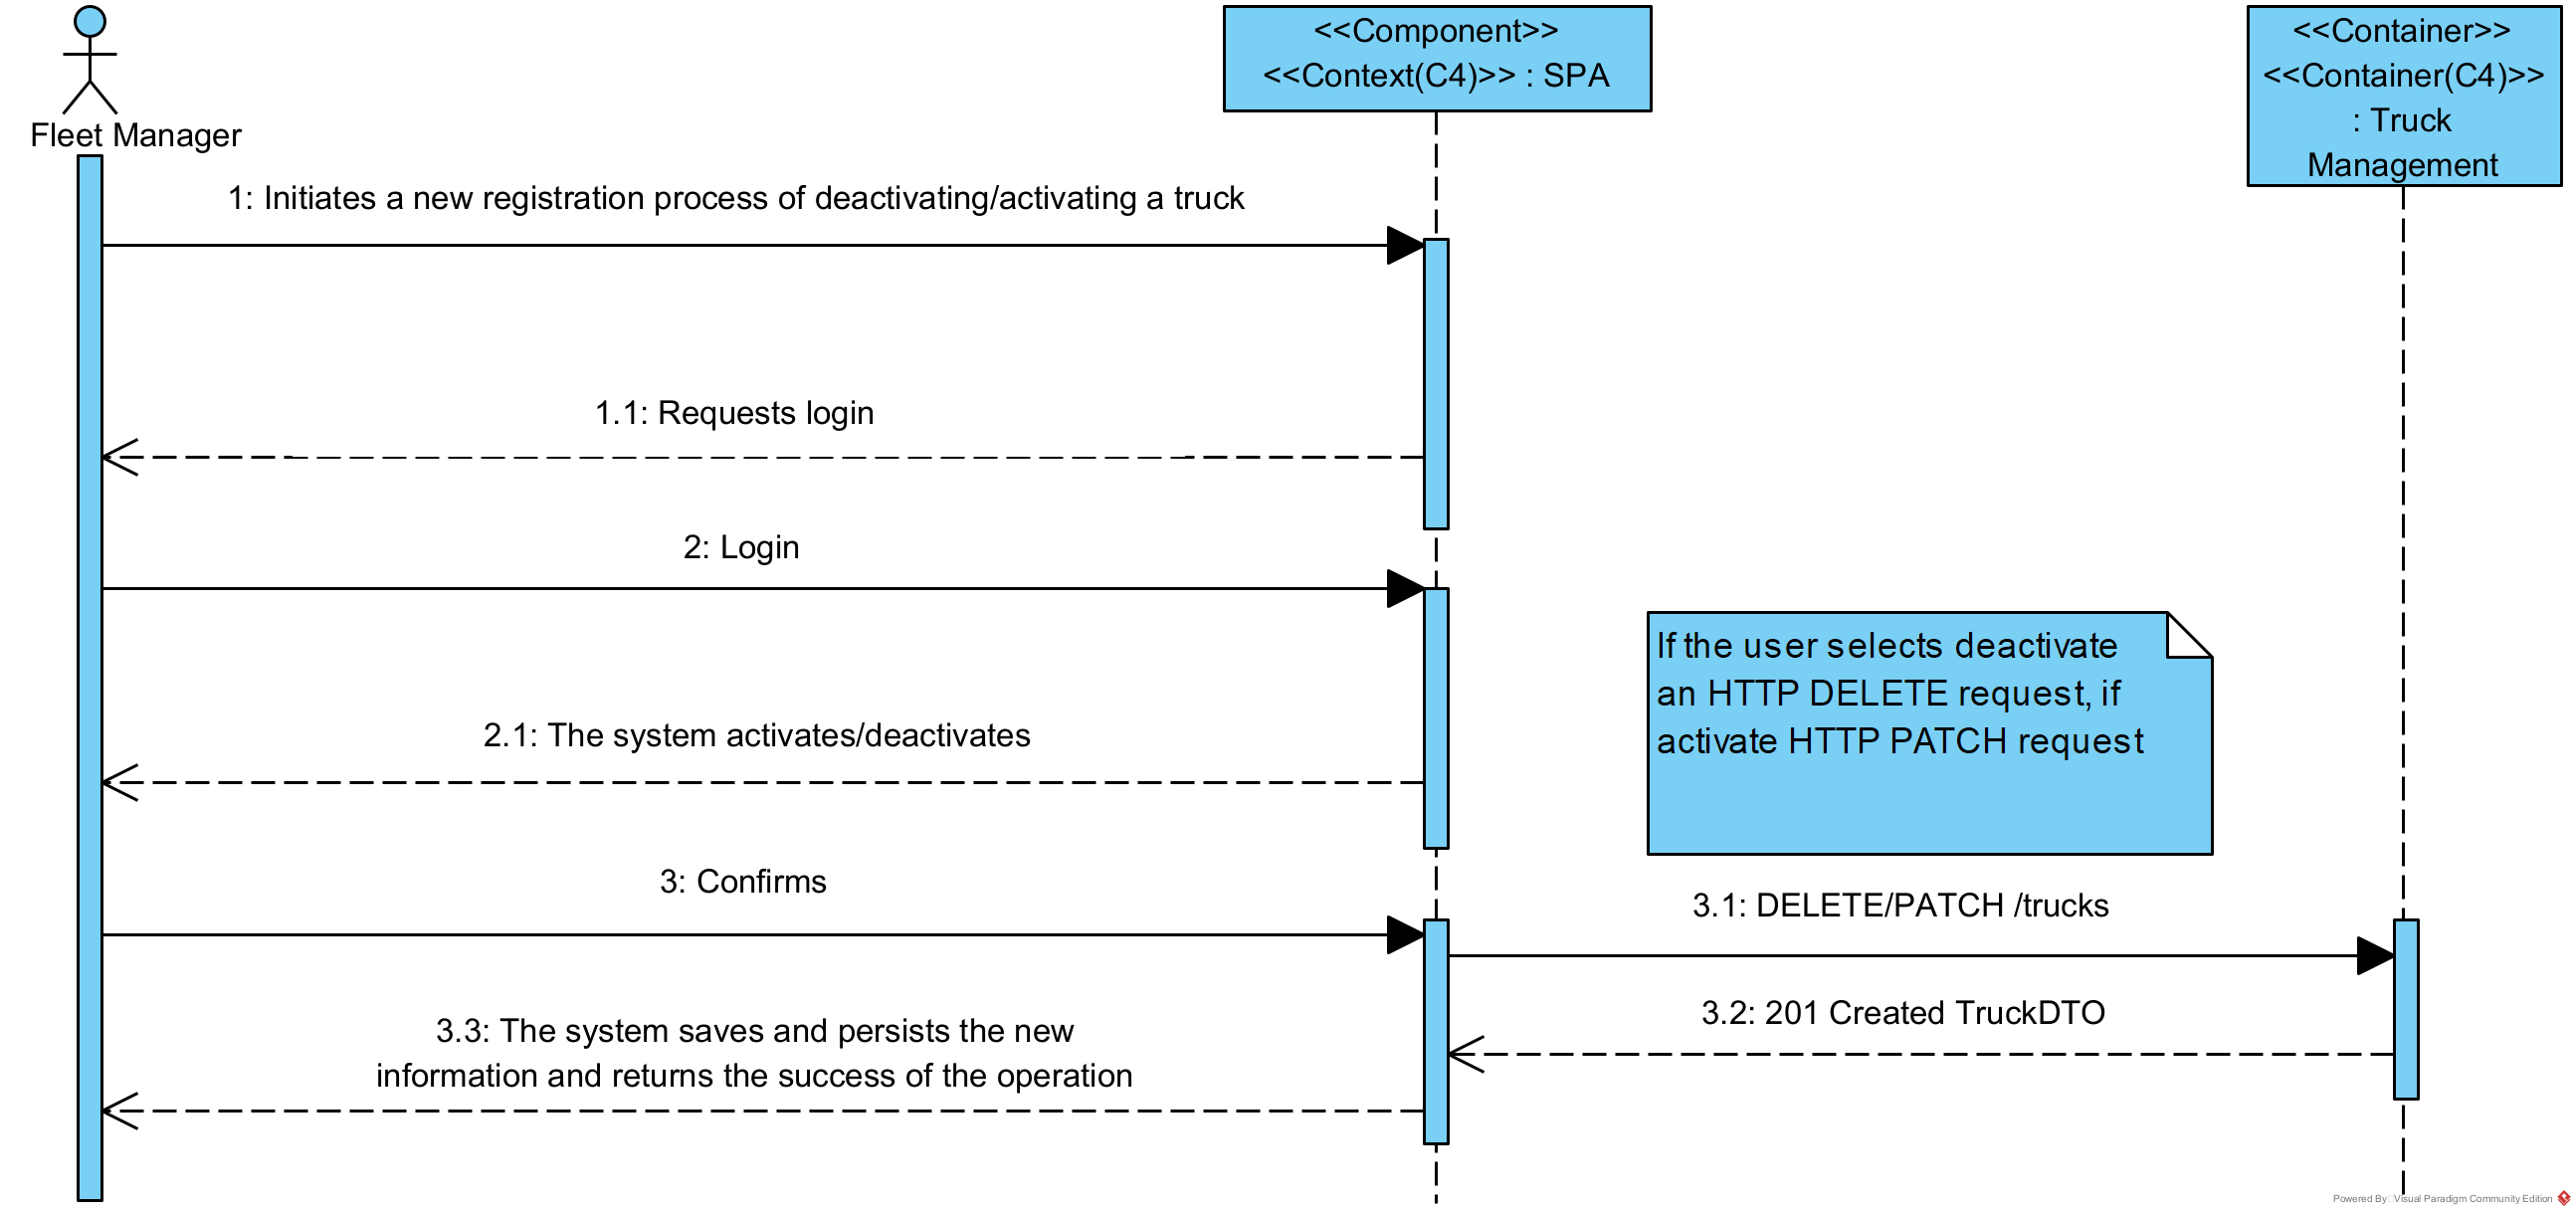 Fleet Manager
<<Component>>
<<Context(C4)>> : SPA
<<Container>>
<<Container(C4)>>
: Truck
Management
1: Initiates a new registration process of deactivating/activating a truck
1.1: Requests login
2: Login
If the user selects deactivate
an HTTP DELETE request, if
activate HTTP PATCH request
2.1: The system activates/deactivates
3: Confirms
3.1: DELETE/PATCH /trucks
3.2: 201 Created TruckDTO
3.3: The system saves and persists the new
information and returns the success of the operation
Powered By Visual Paradigm Community Edition